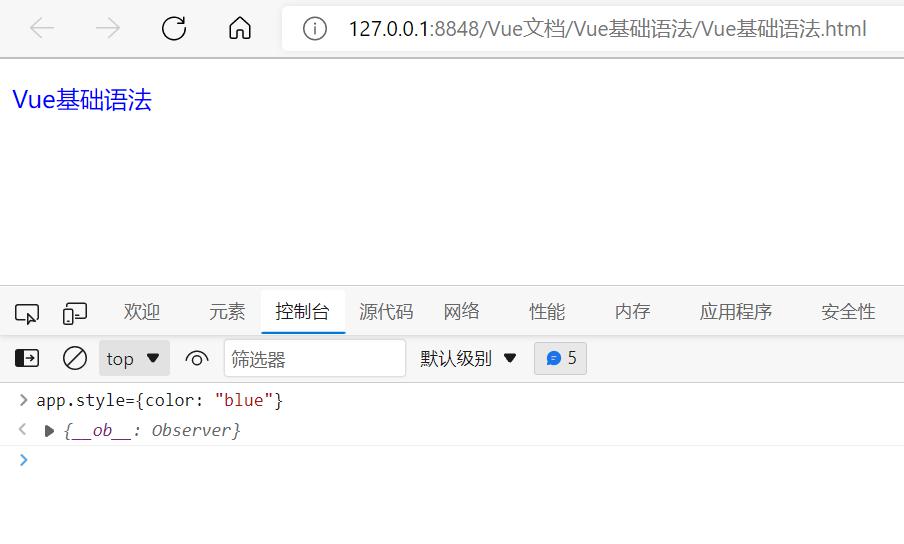 127.0.0.1:8848/Vue文档/Vue基础语法/Vue基础语法.html
Vue基础语法
欢迎 元素 控制台 源代码 网络 性能 内存 应用程序 安全性
top 筛选器 默认级别 5
app.style={color: "blue"}
{__ob__: Observer}